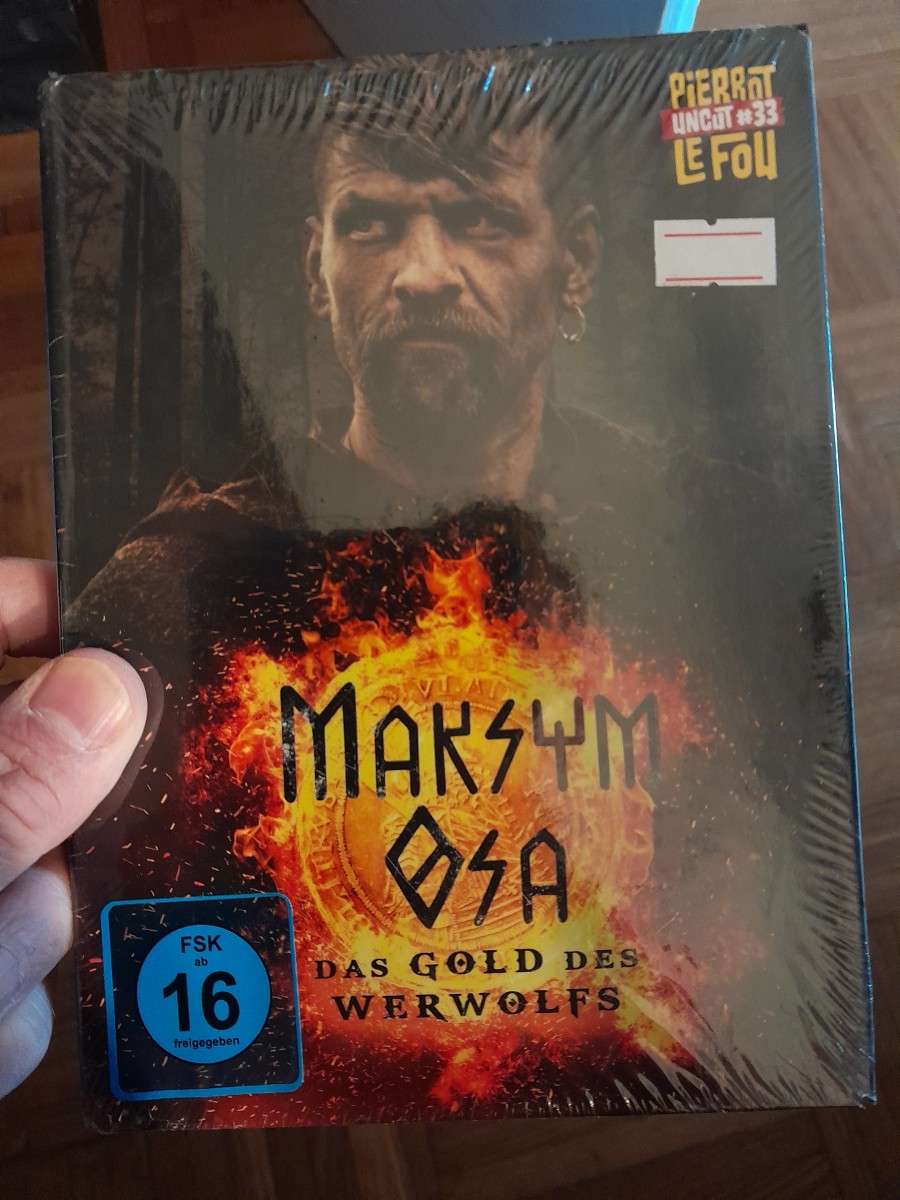 PiERROT
UNCUT #33
LE FOU
MAKSYM
OSA
DAS GOLD DES
WERWOLFS
FSK
ab
16
freigegeben